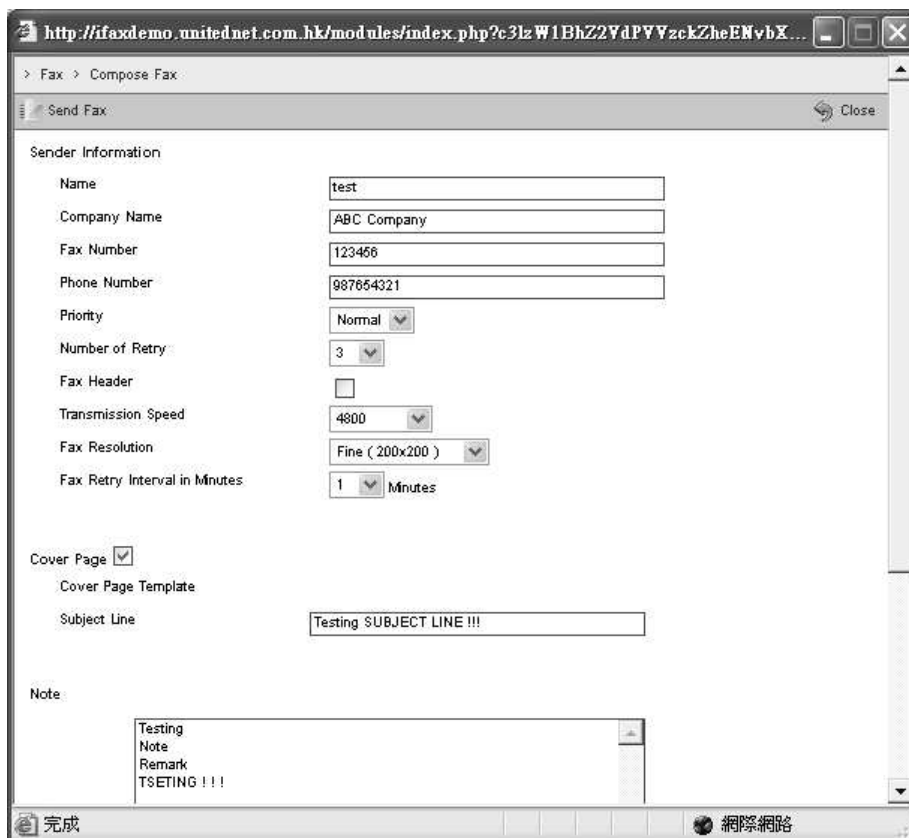 http://ifaxdemo.unitednet.com.hk/modules/index.php?c3lzW1BhZ2VdPVVzckZheENvbX...
> Fax > Compose Fax
Send Fax Close
Sender Information
Name test
Company Name ABC Company
Fax Number 123456
Phone Number 987654321
Priority Normal
Number of Retry 3
Fax Header
Transmission Speed 4800
Fax Resolution Fine ( 200x200 )
Fax Retry Interval in Minutes 1 Minutes
Cover Page
Cover Page Template
Subject Line Testing SUBJECT LINE !!!
Note
Testing
Note
Remark
TSETING ! ! !
完成 網際網路